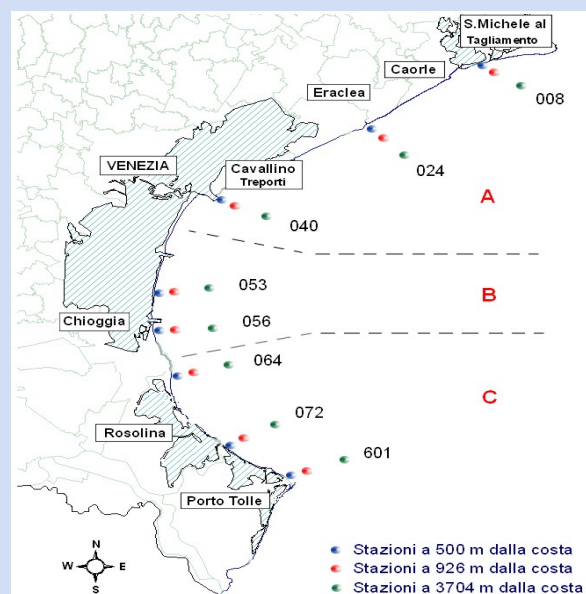 S.Michele al
Tagliamento
Caorle
008
Eraclea
024
VENEZIA
Cavallino
Treporti
A
040
053
B
056
Chioggia
064
C
072
Rosolina
601
Porto Tolle
N
W E
S
Stazioni a 500 m dalla costa
Stazioni a 926 m dalla costa
Stazioni a 3704 m dalla costa